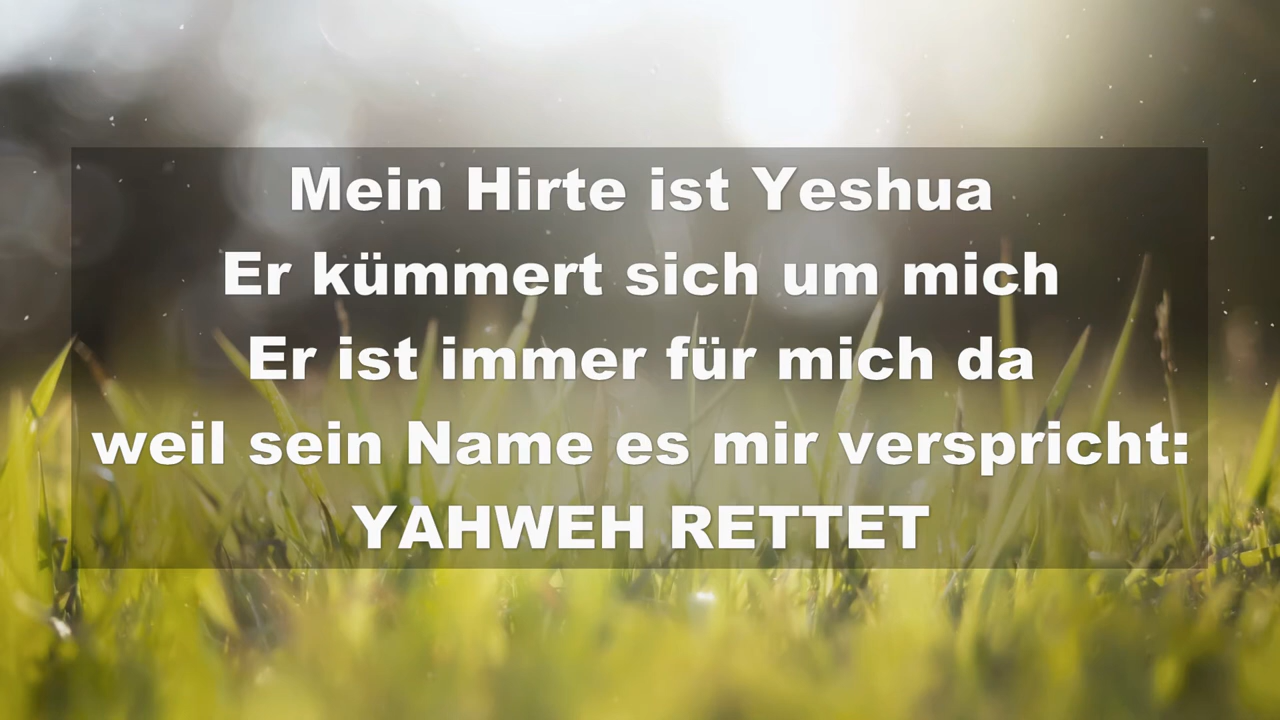 Mein Hirte ist Yeshua
Er kümmert sich um mich
Er ist immer für mich da
weil sein Name es mir verspricht:
YAHWEH RETTET